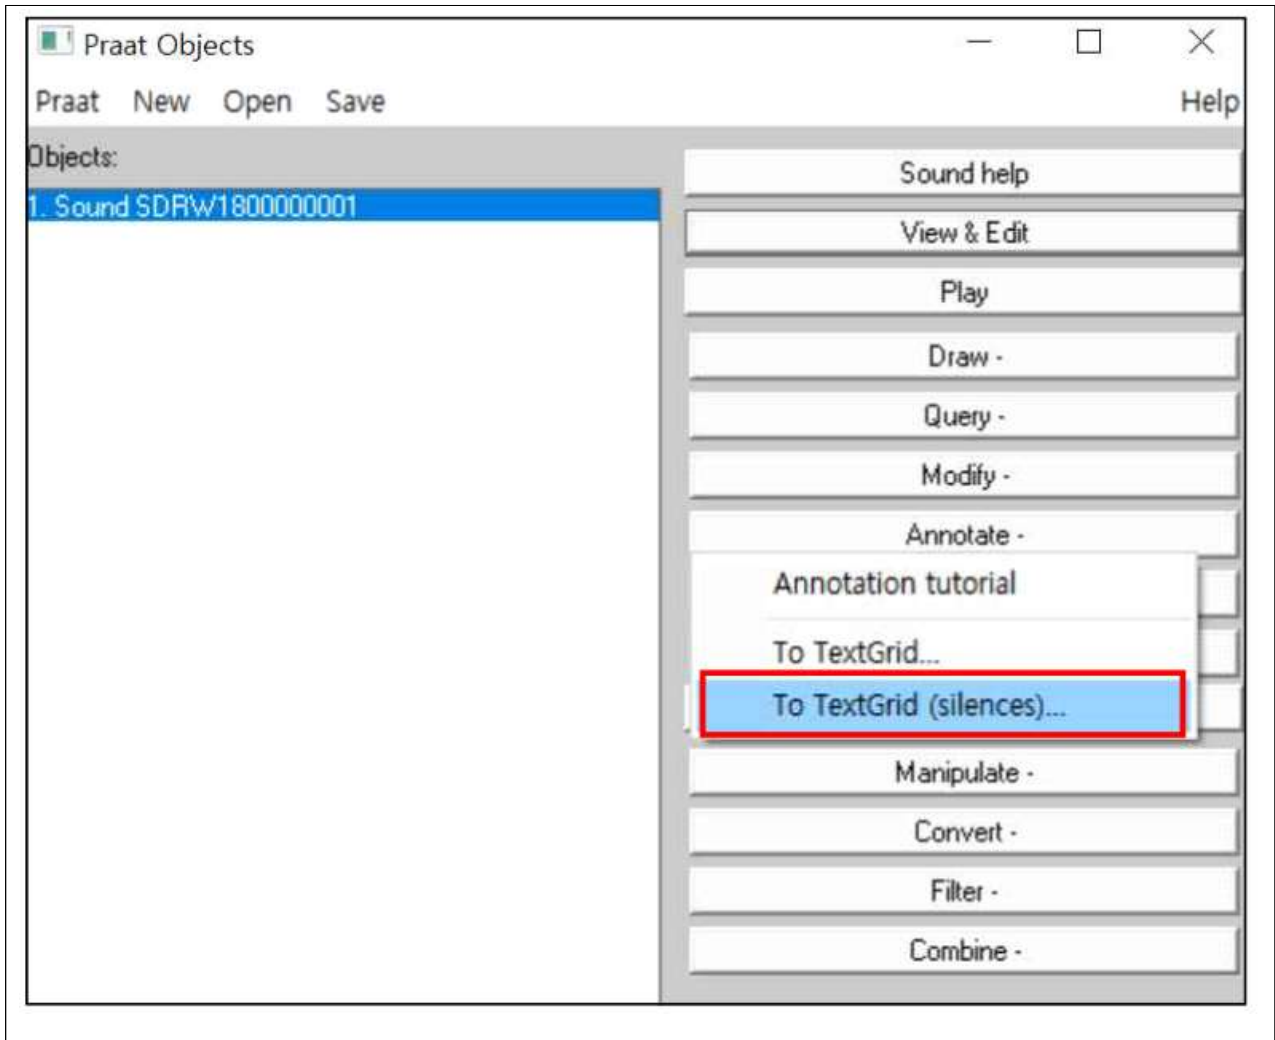 Praat Objects
Praat New Open Save Help
Objects:
1. Sound SDRW1800000001
Sound help
View & Edit
Play
Draw -
Query -
Modify -
Annotate -
Annotation tutorial
To TextGrid...
To TextGrid (silences)...
Manipulate -
Convert -
Filter -
Combine -